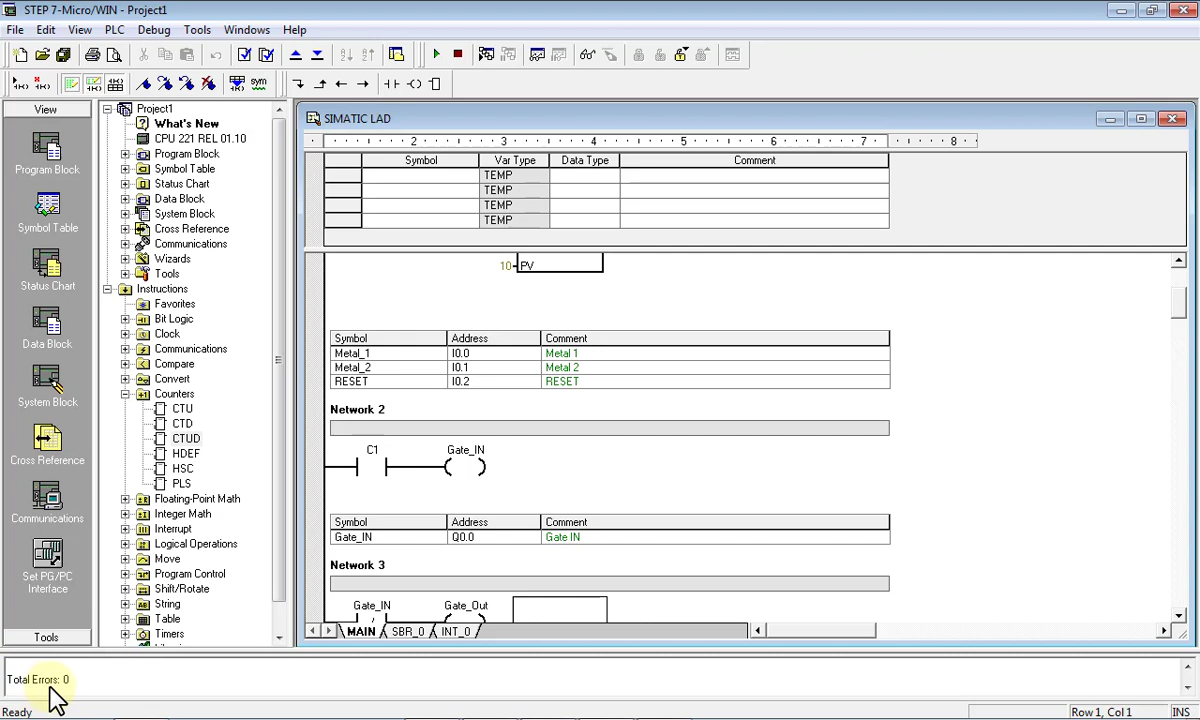 STEP 7-Micro/WIN - Project1
File Edit View PLC Debug Tools Windows Help
View
Program Block
Symbol Table
Status Chart
Data Block
System Block
Cross Reference
Communications
Set PG/PC
Interface
Tools
Project1
What's New
CPU 221 REL 01.10
Program Block
Symbol Table
Status Chart
Data Block
System Block
Cross Reference
Communications
Wizards
Tools
Instructions
Favorites
Bit Logic
Clock
Communications
Compare
Convert
Counters
CTU
CTD
CTUD
HDEF
HSC
PLS
Floating-Point Math
Integer Math
Interrupt
Logical Operations
Move
Program Control
Shift/Rotate
String
Table
Timers
SIMATIC LAD
2 3 4 5 6 7 8
Symbol Var Type Data Type Comment
TEMP
TEMP
TEMP
TEMP
10 PV
Symbol Address Comment
Metal_1 I0.0 Metal 1
Metal_2 I0.1 Metal 2
RESET I0.2 RESET
Network 2
C1 Gate_IN
Symbol Address Comment
Gate_IN Q0.0 Gate IN
Network 3
Gate_IN Gate_Out
MAIN SBR_0 INT_0
Total Errors: 0
Ready Row 1, Col 1 INS